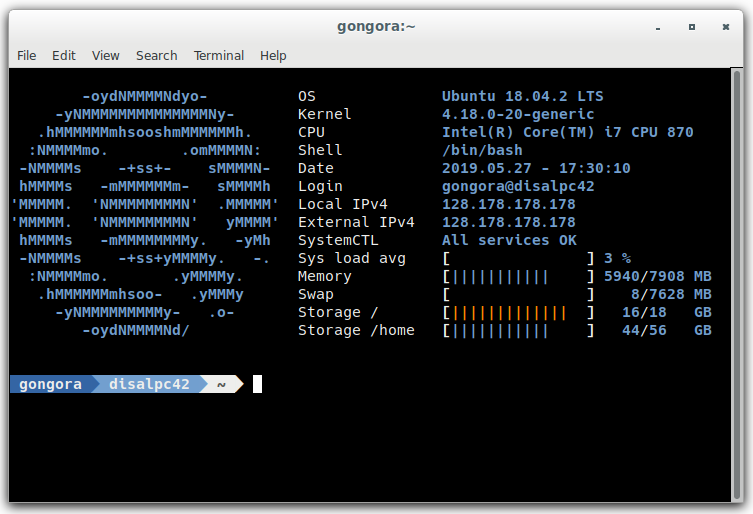 gongora:~
File Edit View Search Terminal Help
-oydNMMMMNdyo- OS Ubuntu 18.04.2 LTS
-yNMMMMMMMMMMMMMMNy- Kernel 4.18.0-20-generic
.hMMMMMMmhsooshmMMMMMMh. CPU Intel(R) Core(TM) i7 CPU 870
:NMMMMmo. .omMMMMN: Shell /bin/bash
-NMMMMs -+ss+- sMMMMN- Date 2019.05.27 - 17:30:10
hMMMMs -mMMMMMMm- sMMMMh Login gongora@disalpc42
'MMMMM. 'NMMMMMMMMN' .MMMMM' Local IPv4 128.178.178.178
'MMMMM. 'NMMMMMMMMN' yMMMM' External IPv4 128.178.178.178
hMMMMs -mMMMMMMMMy. -yMh SystemCTL All services OK
-NMMMMs -+ss+yMMMMy. -. Sys load avg [ ] 3 %
:NMMMMmo. .yMMMMy. Memory [||||||||||| ] 5940/7908 MB
.hMMMMMMmhsoo- .yMMMy Swap [ ] 8/7628 MB
-yNMMMMMMMMMy- .o- Storage / [||||||||||||| ] 16/18 GB
-oydNMMMMNd/ Storage /home [||||||||||| ] 44/56 GB
gongora disalpc42 ~